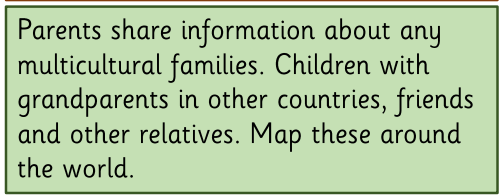 Parents share information about any
multicultural families. Children with
grandparents in other countries, friends
and other relatives. Map these around
the world.